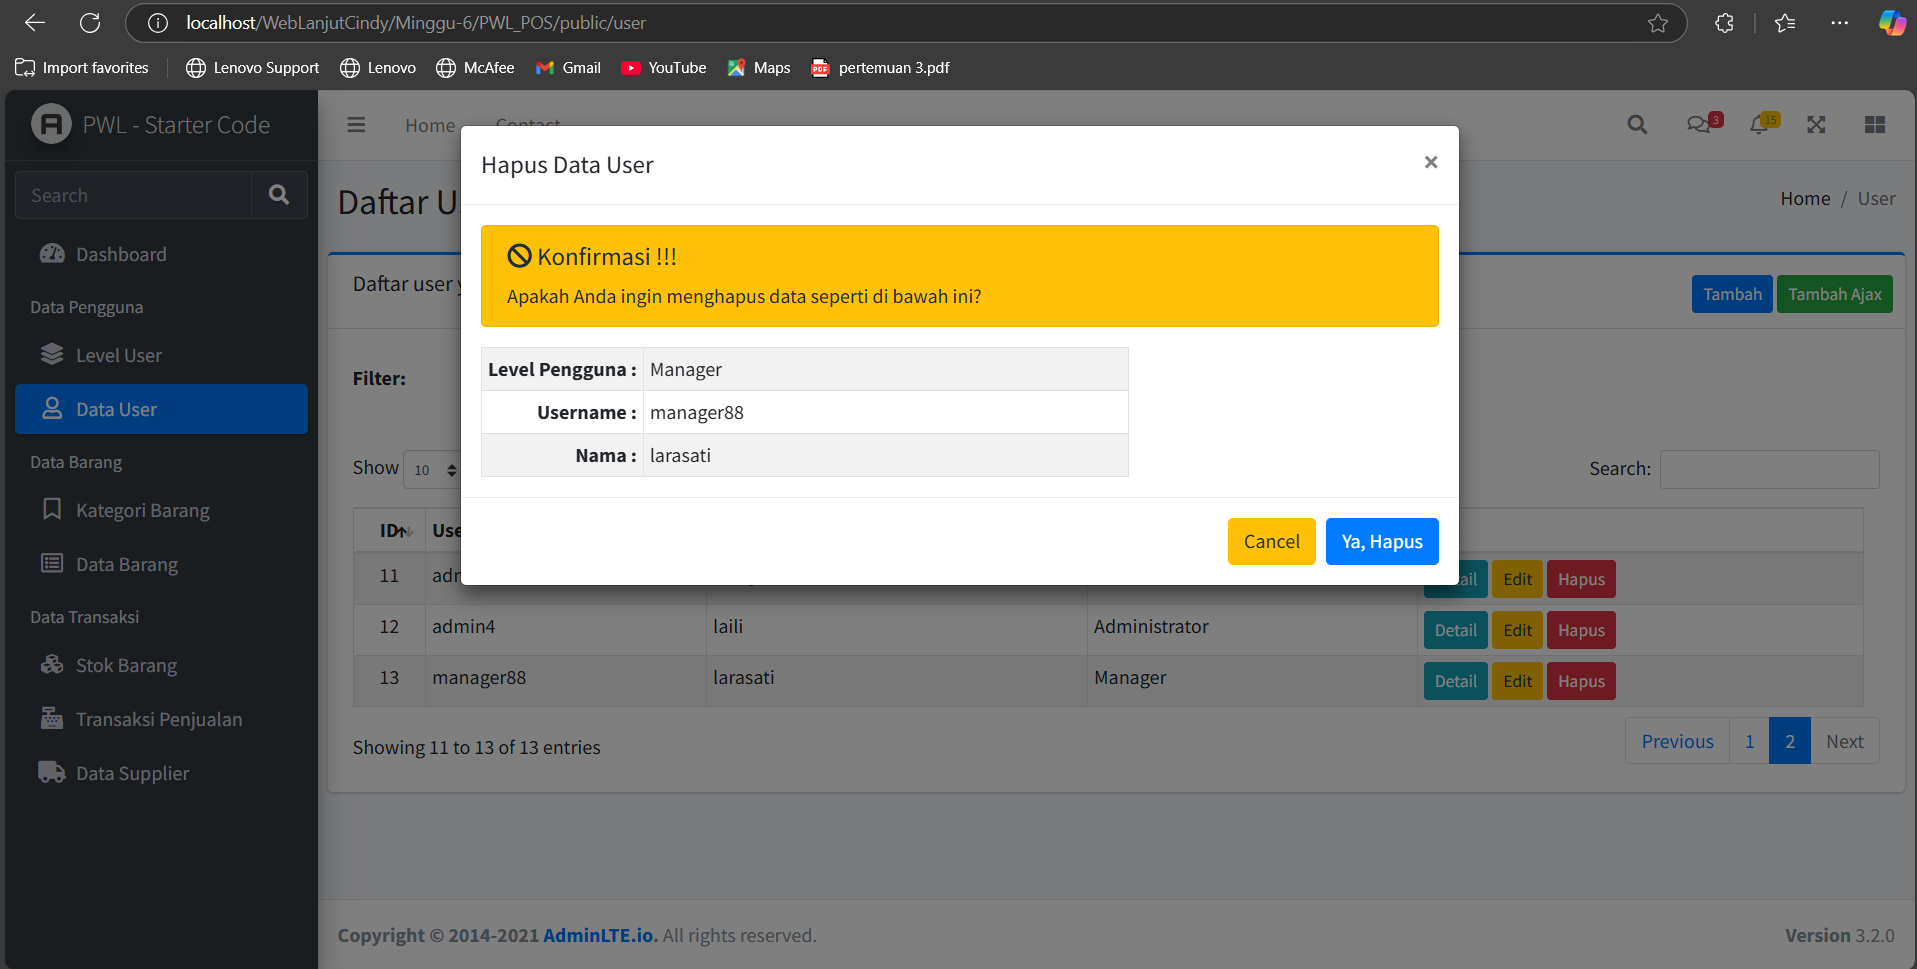 localhost/WebLanjutCindy/Minggu-6/PWL_POS/public/user
Import favorites Lenovo Support Lenovo McAfee Gmail YouTube Maps PDF pertemuan 3.pdf
PWL - Starter Code
Home Contact
3 15
Search
Dashboard
Data Pengguna
Level User
Data User
Data Barang
Kategori Barang
Data Barang
Data Transaksi
Stok Barang
Transaksi Penjualan
Data Supplier
Hapus Data User ×
Konfirmasi !!!
Apakah Anda ingin menghapus data seperti di bawah ini?
Level Pengguna : Manager
Username : manager88
Nama : larasati
Cancel Ya, Hapus
Daftar U
Home / User
Daftar user
Tambah Tambah Ajax
Filter:
Show 10
Search:
ID Use
11 Edit Hapus
12 admin4 laili Administrator Detail Edit Hapus
13 manager88 larasati Manager Detail Edit Hapus
Showing 11 to 13 of 13 entries
Previous 1 2 Next
Copyright © 2014-2021 AdminLTE.io. All rights reserved.
Version 3.2.0